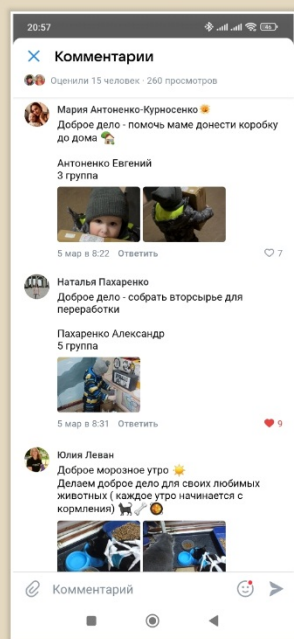 20:57
Комментарии
Оценили 15 человек · 260 просмотров
Мария Антоненко-Курносенко
Доброе дело - помочь маме донести коробку
до дома
Антоненко Евгений
3 группа
5 мар в 8:22 Ответить 7
Наталья Пахаренко
Доброе дело - собрать вторсырье для
переработки
Пахаренко Александр
5 группа
5 мар в 8:31 Ответить 9
Юлия Леван
Доброе морозное утро
Делаем доброе дело для своих любимых
животных ( каждое утро начинается с
кормления)
Комментарий